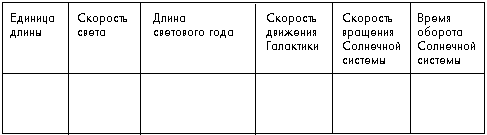 Единица
длины
Скорость
света
Длина
светового года
Скорость
движения
Галактики
Скорость
вращения
Солнечной
системы
Время
оборота
Солнечной
системы